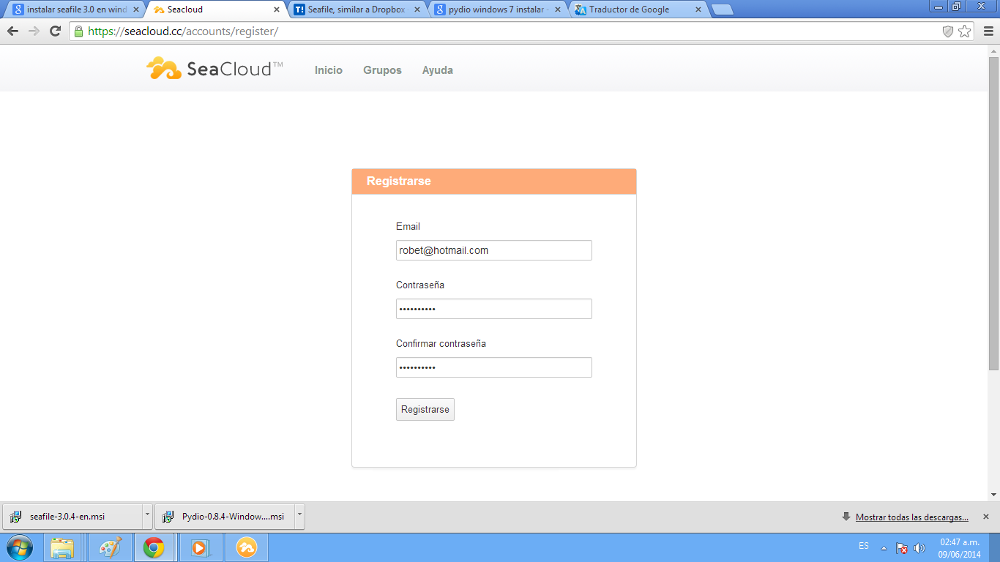 instalar seafile 3.0 en wind
Seacloud
Seafile, similar a Dropbox
pydio windows 7 instalar -
Traductor de Google
https://seacloud.cc/accounts/register/
SeaCloud™
Inicio
Grupos
Ayuda
Registrarse
Email
robet@hotmail.com
Contraseña
••••••••••
Confirmar contraseña
••••••••••
Registrarse
seafile-3.0.4-en.msi
Pydio-0.8.4-Window....msi
Mostrar todas las descargas...
ES
02:47 a.m.
09/06/2014